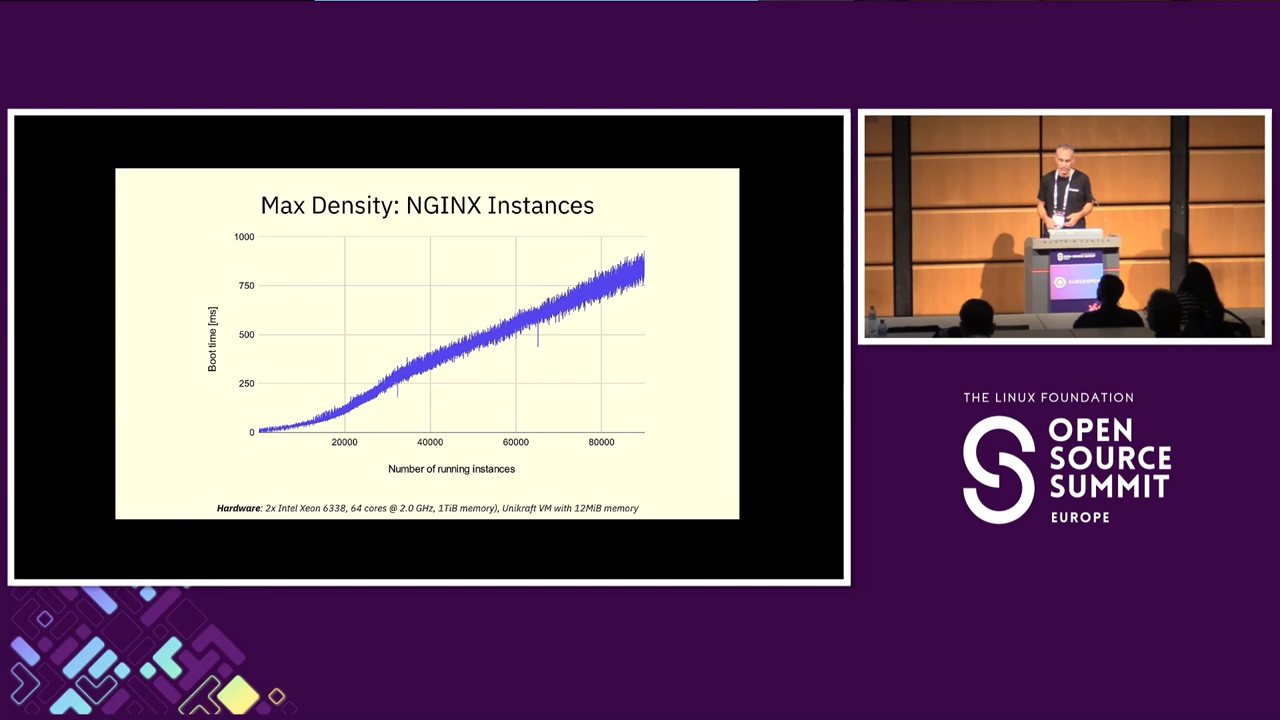 Max Density: NGINX Instances
1000
750
500
250
0
Boot time [ms]
20000
40000
60000
80000
Number of running instances
Hardware: 2x Intel Xeon 6338, 64 cores @ 2.0 GHz, 1TiB memory), Unikraft VM with 12MiB memory
THE LINUX FOUNDATION
OPEN
SOURCE
SUMMIT
EUROPE